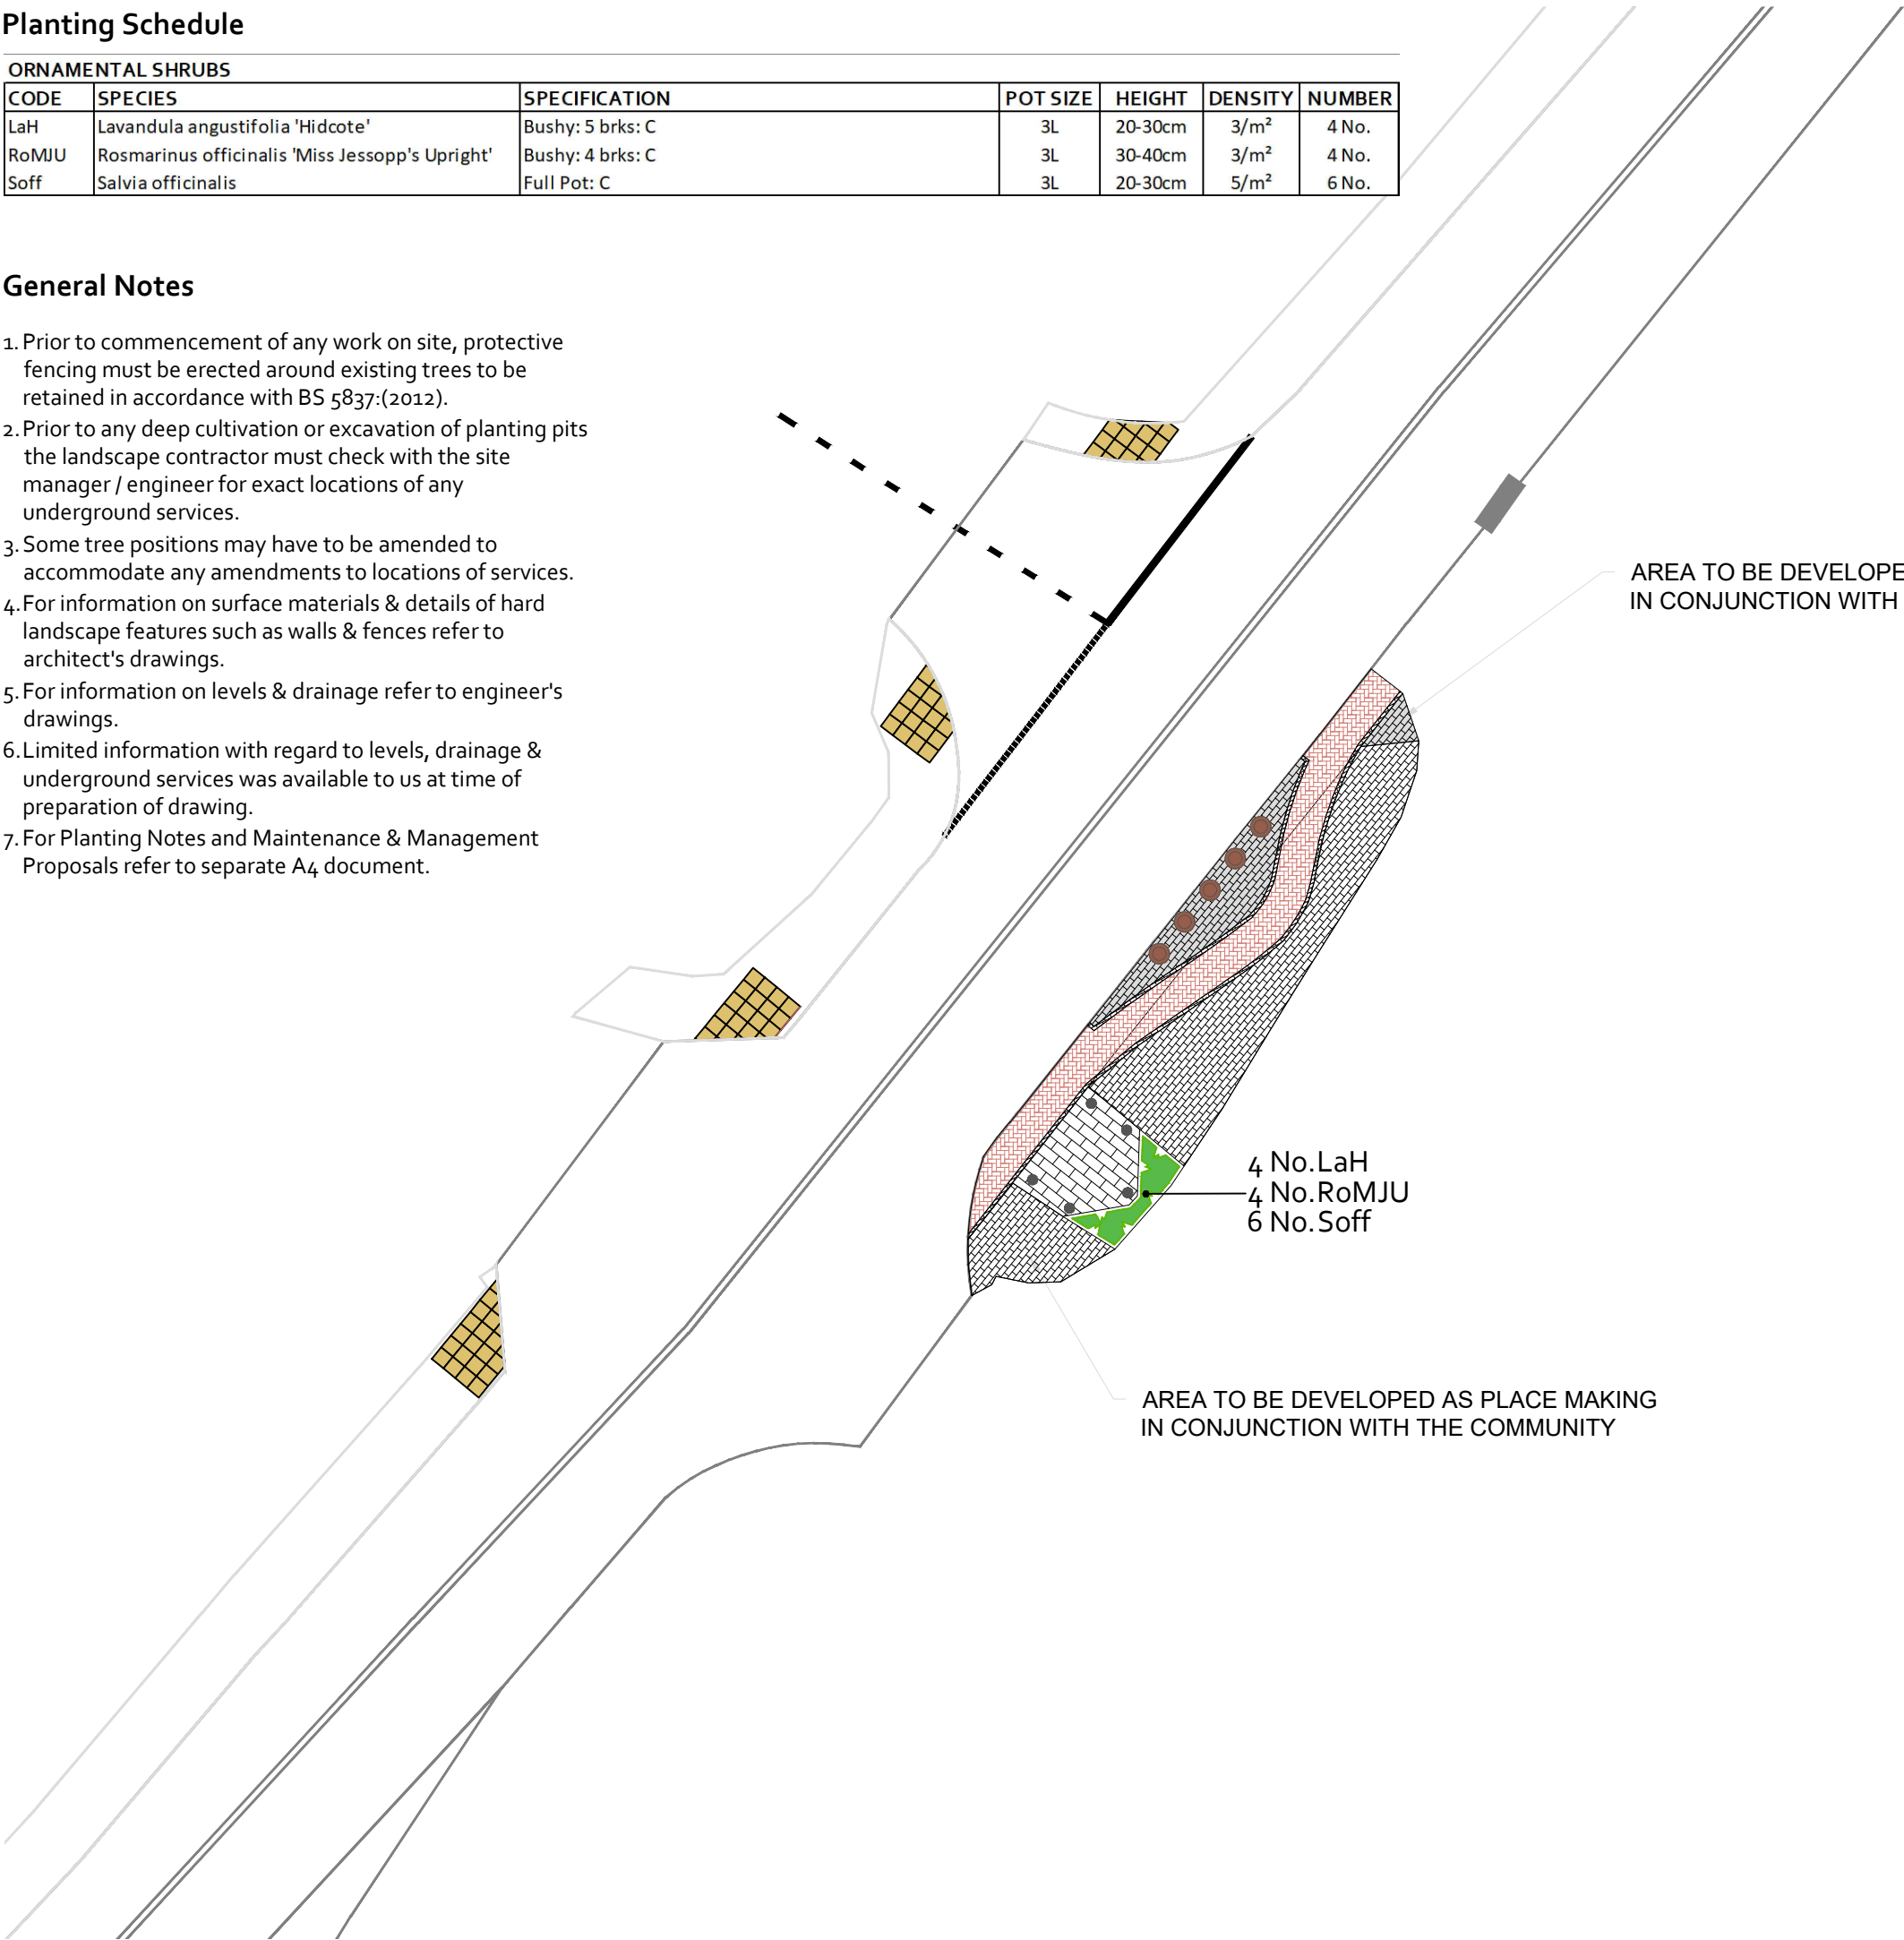 Planting Schedule
ORNAMENTAL SHRUBS
CODE SPECIES SPECIFICATION POT SIZE HEIGHT DENSITY NUMBER
LaH Lavandula angustifolia 'Hidcote' Bushy: 5 brks: C 3L 20-30cm 3/m² 4 No.
RoMJU Rosmarinus officinalis 'Miss Jessopp's Upright' Bushy: 4 brks: C 3L 30-40cm 3/m² 4 No.
Soff Salvia officinalis Full Pot: C 3L 20-30cm 5/m² 6 No.
General Notes
1. Prior to commencement of any work on site, protective
fencing must be erected around existing trees to be
retained in accordance with BS 5837:(2012).
2. Prior to any deep cultivation or excavation of planting pits
the landscape contractor must check with the site
manager / engineer for exact locations of any
underground services.
3. Some tree positions may have to be amended to
accommodate any amendments to locations of services.
4. For information on surface materials & details of hard
landscape features such as walls & fences refer to
architect's drawings.
5. For information on levels & drainage refer to engineer's
drawings.
6. Limited information with regard to levels, drainage &
underground services was available to us at time of
preparation of drawing.
7. For Planting Notes and Maintenance & Management
Proposals refer to separate A4 document.
AREA TO BE DEVELOPE
IN CONJUNCTION WITH
4 No.LaH
4 No.RoMJU
6 No.Soff
AREA TO BE DEVELOPED AS PLACE MAKING
IN CONJUNCTION WITH THE COMMUNITY